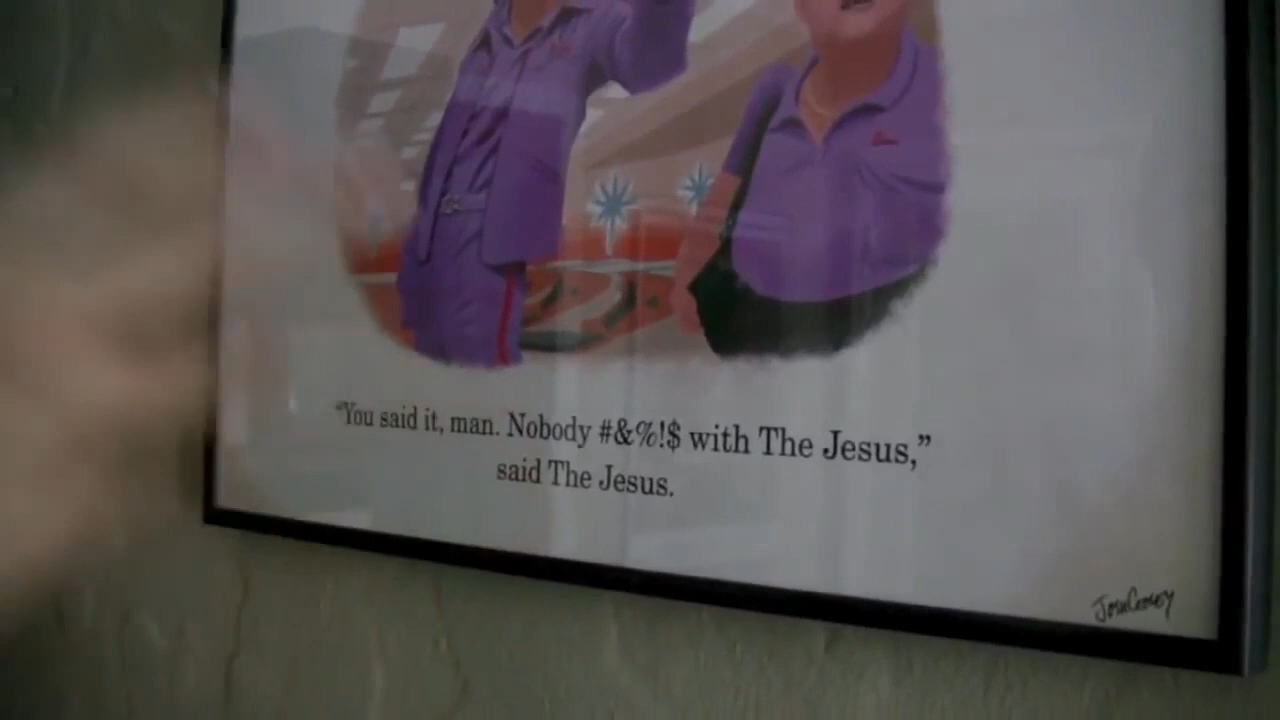 “You said it, man. Nobody #&%!$ with The Jesus,”
said The Jesus.